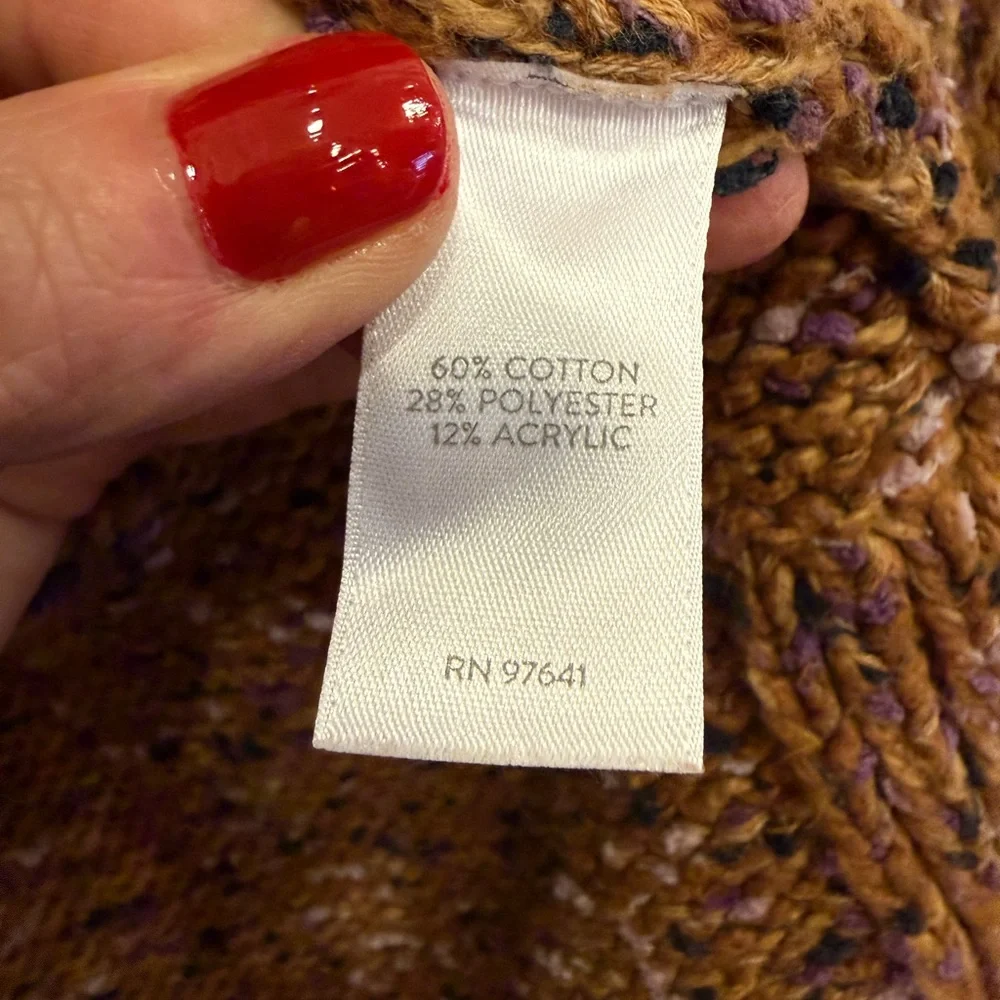 60% COTTON
28% POLYESTER
12% ACRYLIC
RN 97641